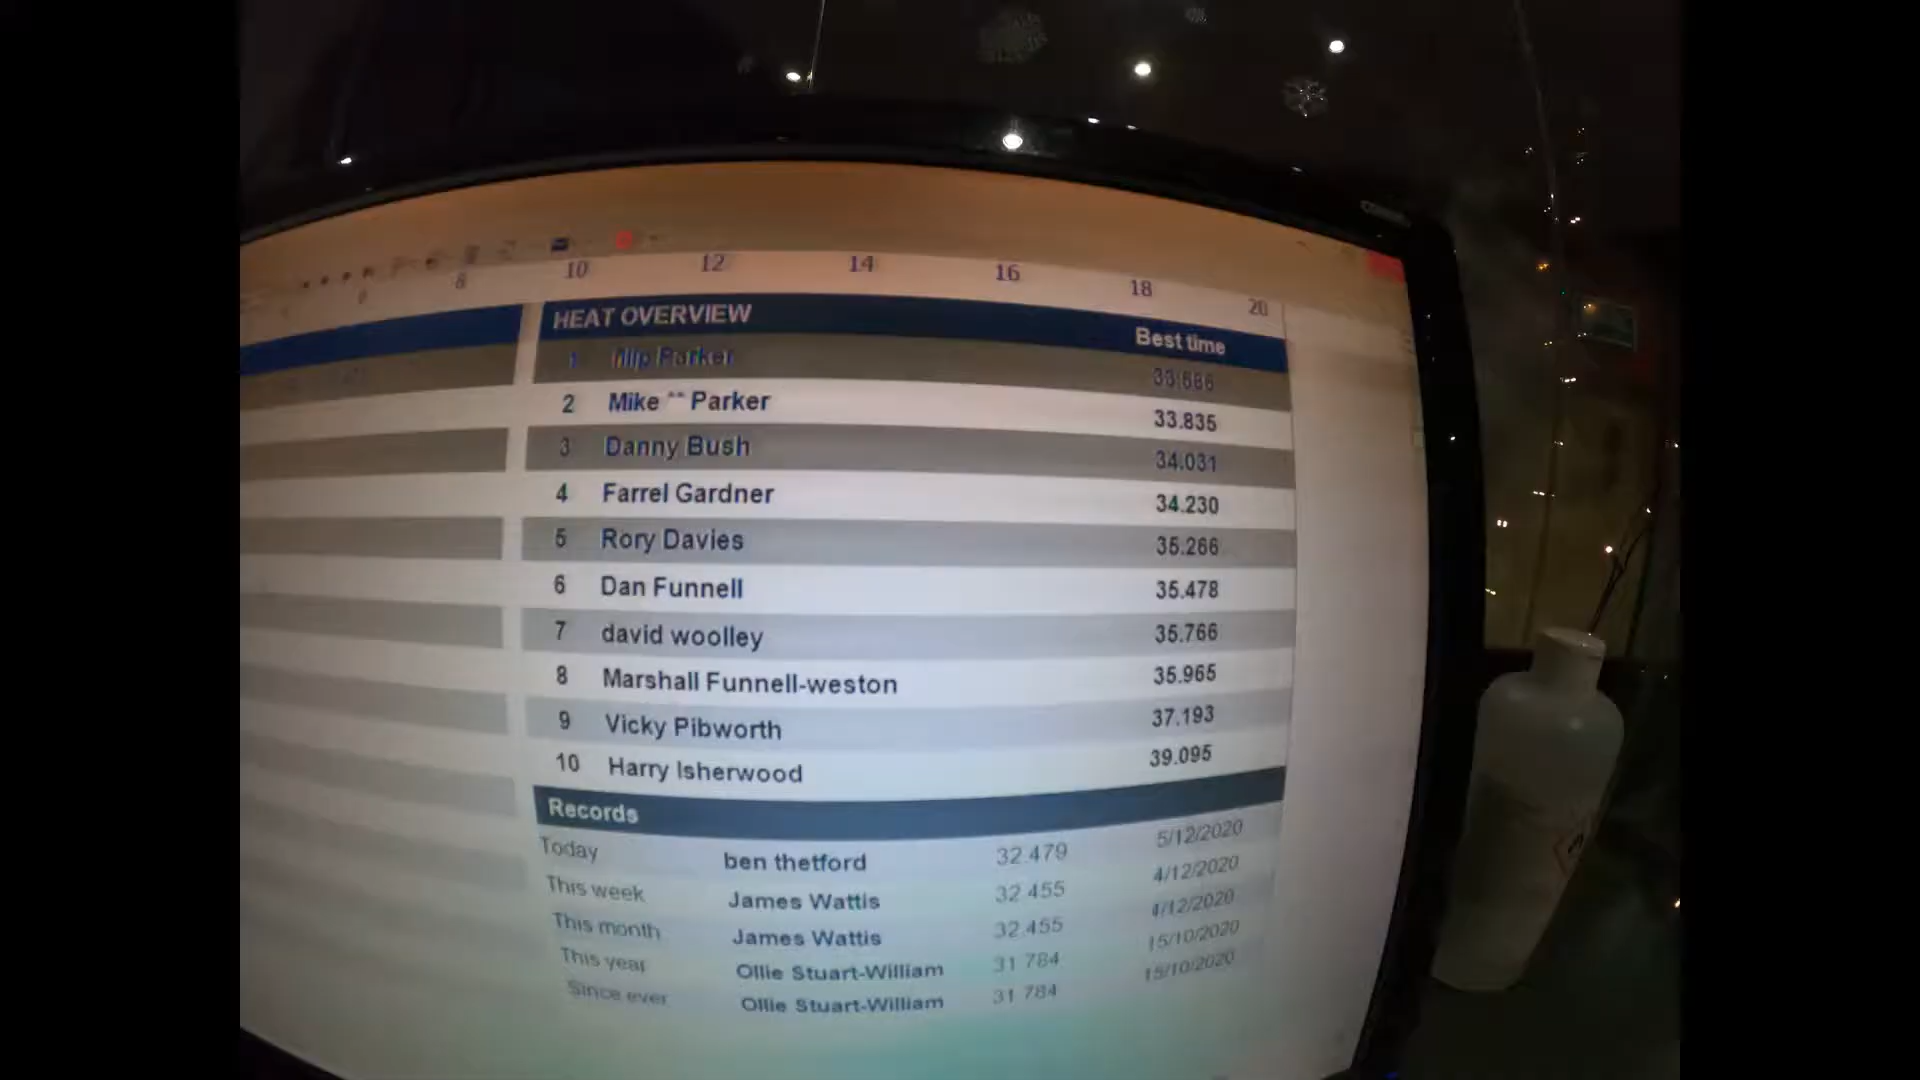 8 10 12 14 16 18 20
HEAT OVERVIEW Best time
1 Parker
2 Mike ^^ Parker 33.835
3 Danny Bush 34.031
4 Farrel Gardner 34.230
5 Rory Davies 35.266
6 Dan Funnell 35.478
7 david woolley 35.766
8 Marshall Funnell-weston 35.965
9 Vicky Pibworth 37.193
10 Harry Isherwood 39.095
Records
Today ben thetford 32.479 5/12/2020
This week James Wattis 32.455 4/12/2020
This month James Wattis 32.455 4/12/2020
This year Ollie Stuart-William 31.784 15/10/2020
Since ever Ollie Stuart-William 31.784 15/10/2020